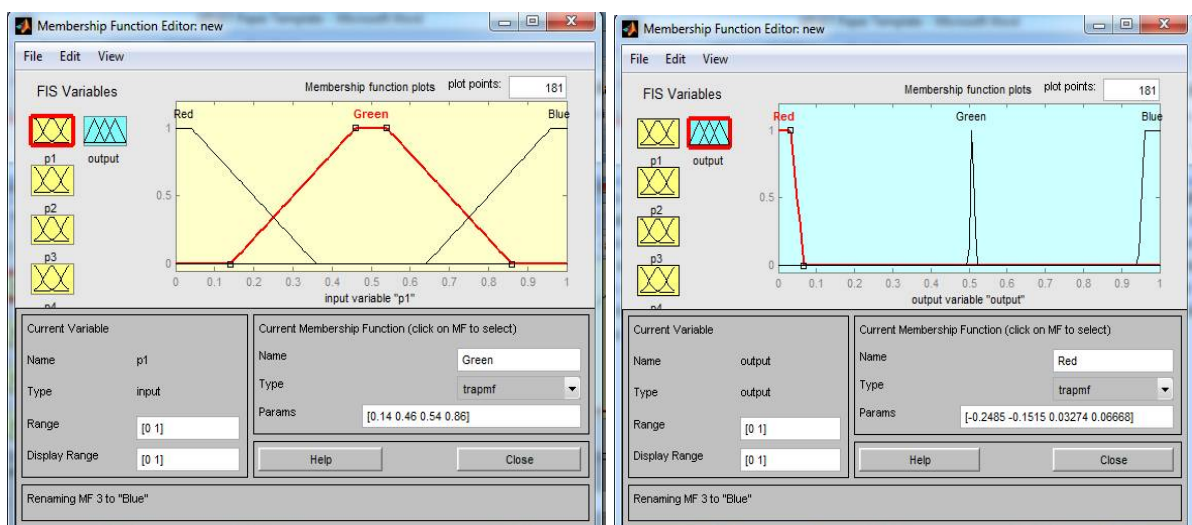 Membership Function Editor: new
File Edit View
FIS Variables
Membership function plots plot points: 181
p1
output
p2
p3
p4
Red Green Blue
1
0.5
0
0 0.1 0.2 0.3 0.4 0.5 0.6 0.7 0.8 0.9 1
input variable "p1"
Current Variable
Name p1
Type input
Range [0 1]
Display Range [0 1]
Current Membership Function (click on MF to select)
Name Green
Type trapmf
Params [0.14 0.46 0.54 0.86]
Help Close
Renaming MF 3 to "Blue"
Membership Function Editor: new
File Edit View
FIS Variables
Membership function plots plot points: 181
p1
output
p2
p3
p4
Red Green Blue
1
0.5
0
0 0.1 0.2 0.3 0.4 0.5 0.6 0.7 0.8 0.9 1
output variable "output"
Current Variable
Name output
Type output
Range [0 1]
Display Range [0 1]
Current Membership Function (click on MF to select)
Name Red
Type trapmf
Params [-0.2485 -0.1515 0.03274 0.06668]
Help Close
Renaming MF 3 to "Blue"